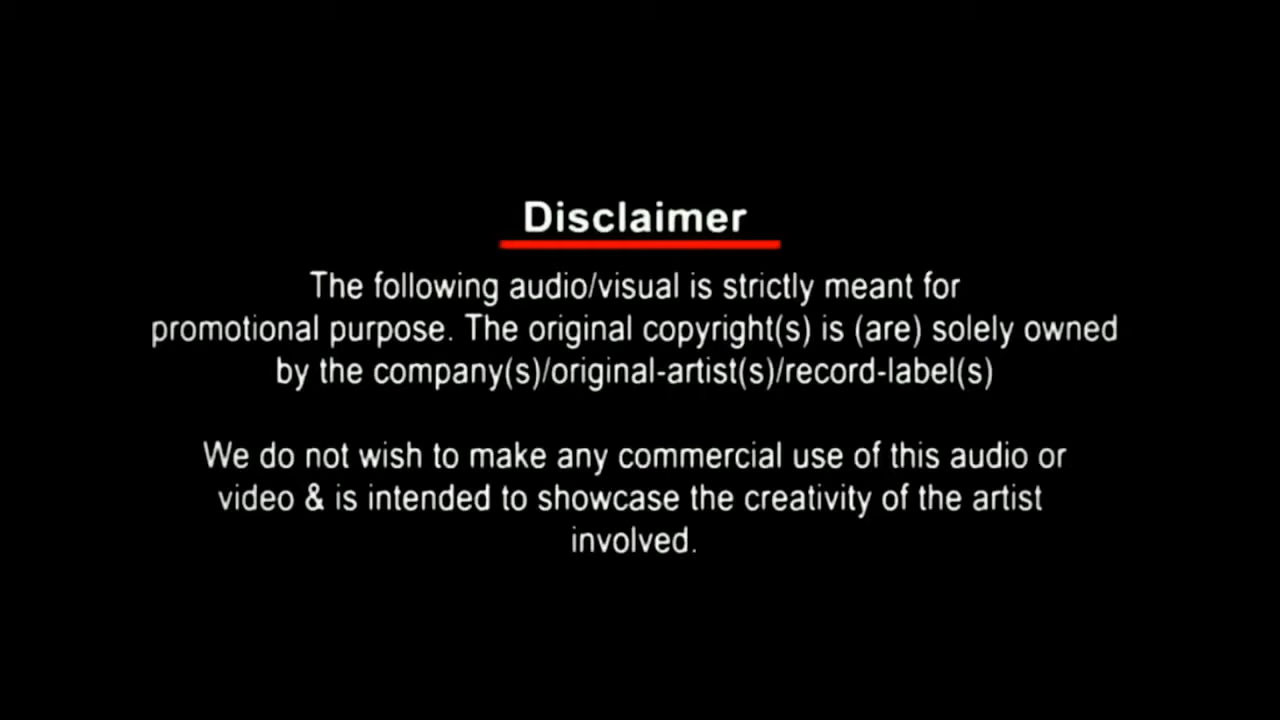 Disclaimer
The following audio/visual is strictly meant for
promotional purpose. The original copyright(s) is (are) solely owned
by the company(s)/original-artist(s)/record-label(s)
We do not wish to make any commercial use of this audio or
video & is intended to showcase the creativity of the artist
involved.